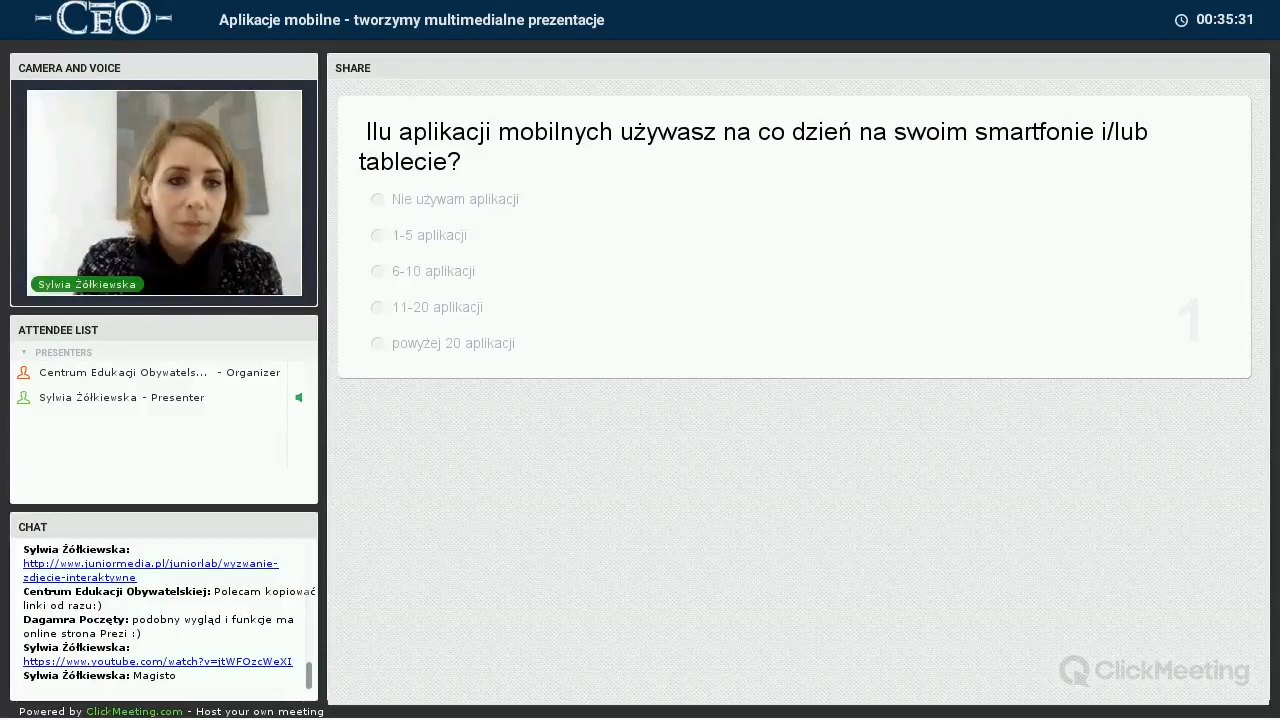 CEO
Aplikacje mobilne - tworzymy multimedialne prezentacje
00:35:31
CAMERA AND VOICE
Sylwia Żółkiewska
ATTENDEE LIST
PRESENTERS
Centrum Edukacji Obywatels... - Organizer
Sylwia Żółkiewska - Presenter
CHAT
Sylwia Żółkiewska:
http://www.juniormedia.pl/juniorlab/wyzwanie-
zdjecie-interaktywne
Centrum Edukacji Obywatelskiej: Polecam kopiować
linki od razu:)
Dagamra Poczęty: podobny wygląd i funkcje ma
online strona Prezi :)
Sylwia Żółkiewska:
https://www.youtube.com/watch?v=jtWFOzcWeXI
Sylwia Żółkiewska: Magisto
Powered by ClickMeeting.com - Host your own meeting
SHARE
Ilu aplikacji mobilnych używasz na co dzień na swoim smartfonie i/lub
tablecie?
Nie używam aplikacji
1-5 aplikacji
6-10 aplikacji
11-20 aplikacji
powyżej 20 aplikacji
1
ClickMeeting